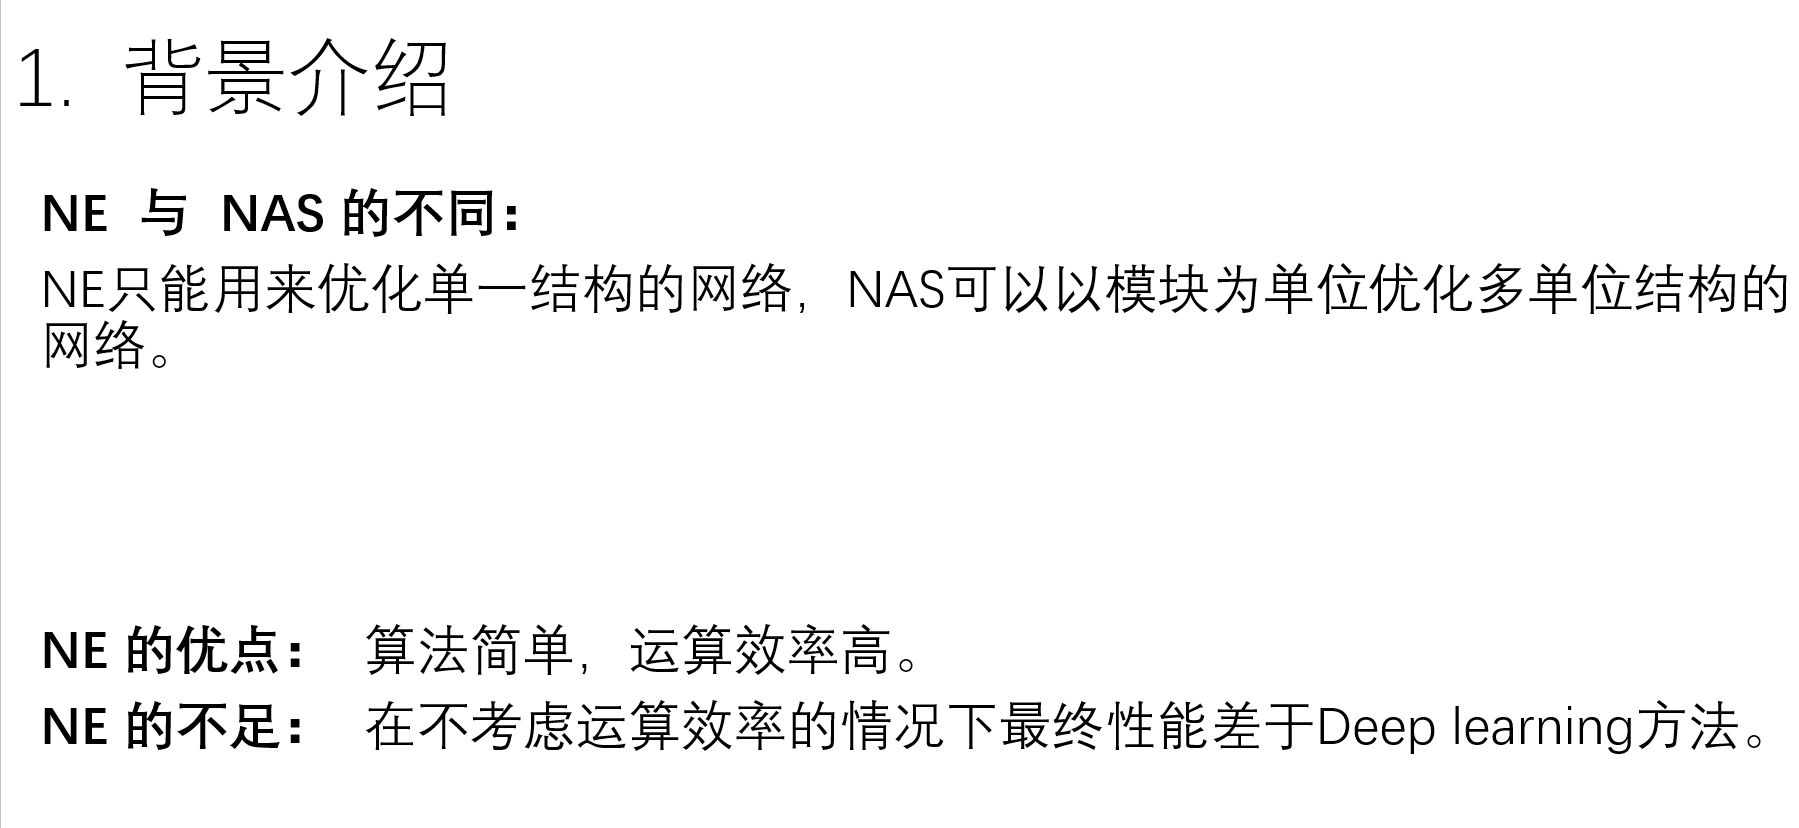 1. 背景介绍
NE 与 NAS 的不同：
NE只能用来优化单一结构的网络，NAS可以以模块为单位优化多单位结构的
网络。
NE 的优点： 算法简单，运算效率高。
NE 的不足： 在不考虑运算效率的情况下最终性能差于Deep learning方法。